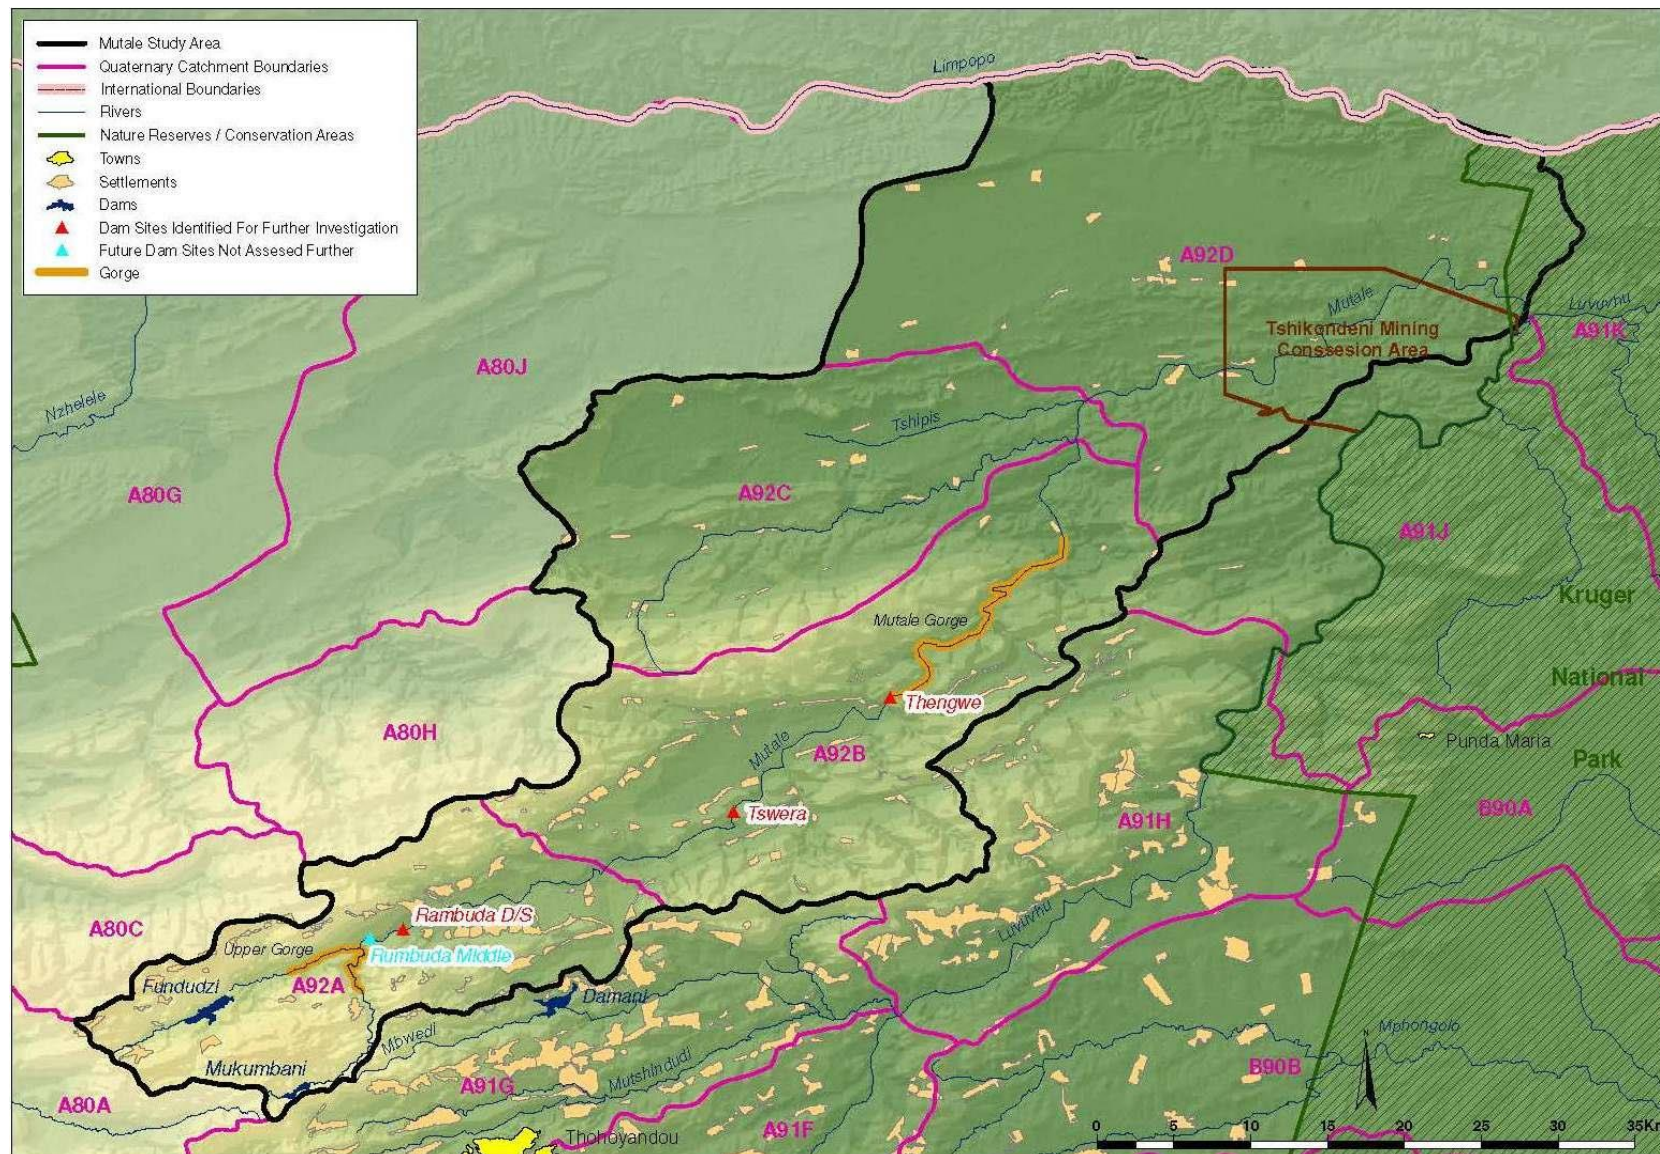 Mutale Study Area
Quaternary Catchment Boundaries
International Boundaries
Rivers
Nature Reserves / Conservation Areas
Towns
Settlements
Dams
Dam Sites Identified For Further Investigation
Future Dam Sites Not Assesed Further
Gorge
Limpopo
A92D
Mutale
Luvuvhu
Tshikondeni Mining
Conssesion Area
A91K
A80J
Nzhelele
Tshipis
A80G
A92C
A91J
Kruger
Mutale Gorge
National
Thengwe
A80H
Mutale
A92B
Punda Maria
Park
Tswera
A91H
B90A
Rambuda D/S
A80C
Upper Gorge
Rumbuda Middle
Luvuvhu
Fundudzi
A92A
Damani
Mbwedi
Mphongolo
Mukumbani
A91G
Mutshindudi
B90B
A80A
Thohoyandou
A91F
N
0 5 10 15 20 25 30 35Km